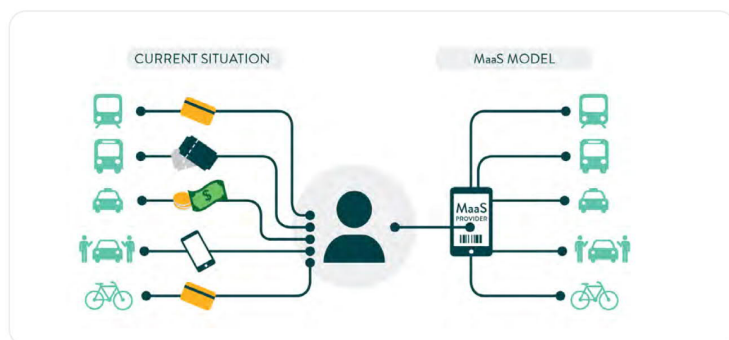 CURRENT SITUATION
MaaS MODEL
$
MaaS
PROVIDER